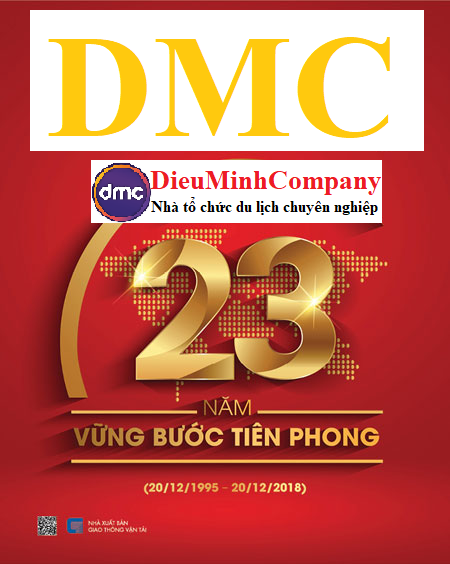 DMC
dmc
DieuMinhCompany
Nhà tổ chức du lịch chuyên nghiệp
23
NĂM
VỮNG BƯỚC TIÊN PHONG
(20/12/1995 - 20/12/2018)
NHÀ XUẤT BẢN
GIAO THÔNG VẬN TẢI